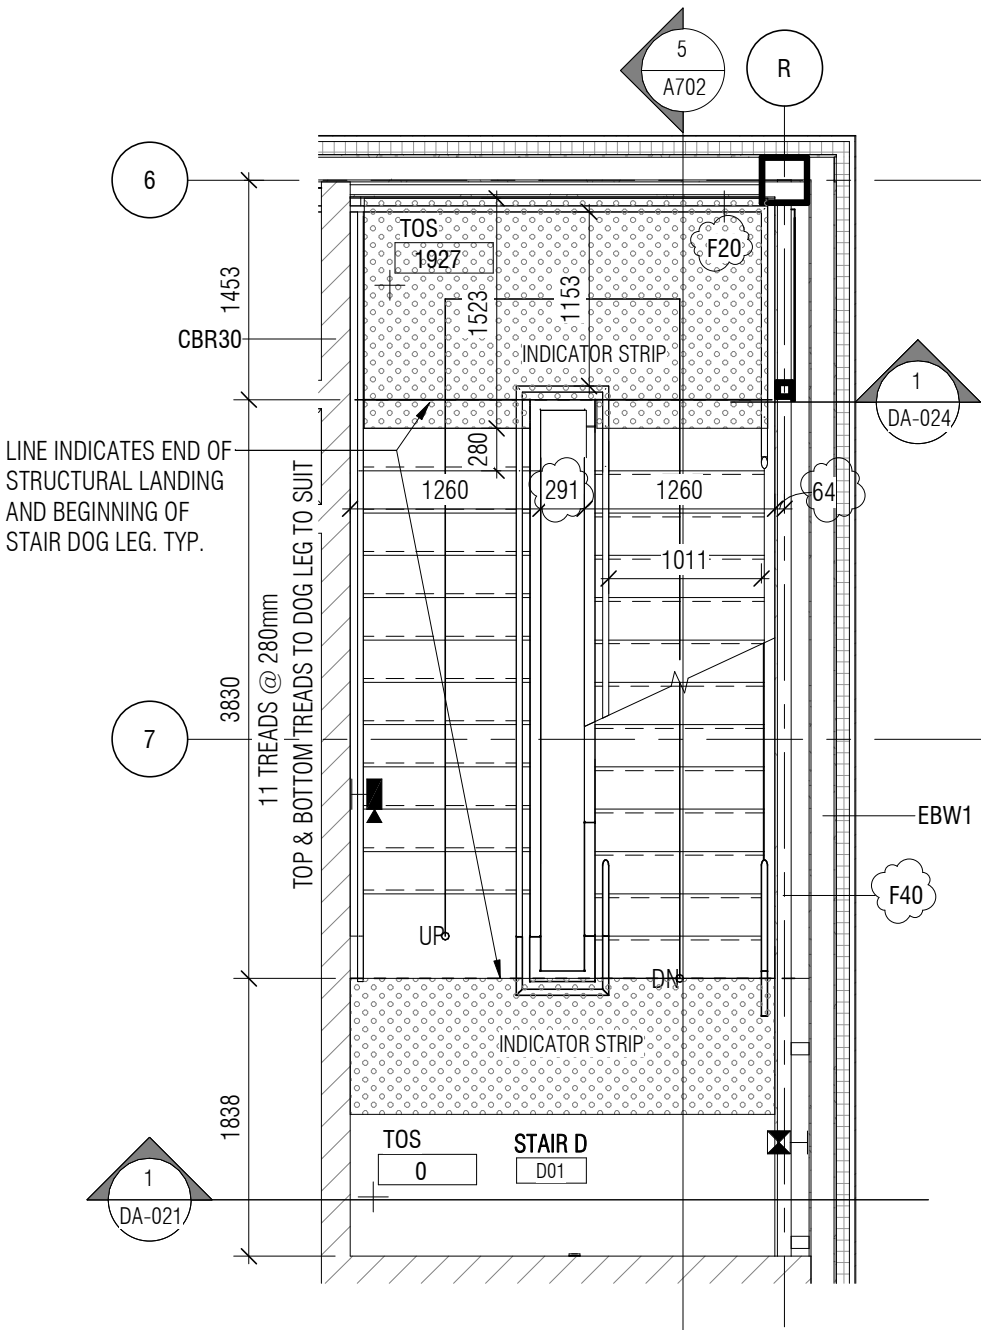 5
A702
R
6
TOS
1927
F20
1453
1523
1153
CBR30
INDICATOR STRIP
1
DA-024
LINE INDICATES END OF
STRUCTURAL LANDING
AND BEGINNING OF
STAIR DOG LEG. TYP.
280
1260
291
1260
64
1011
11 TREADS @ 280mm
TOP & BOTTOM TREADS TO DOG LEG TO SUIT
3830
7
EBW1
F40
UP
DN
INDICATOR STRIP
1838
TOS
0
STAIR D
D01
1
DA-021